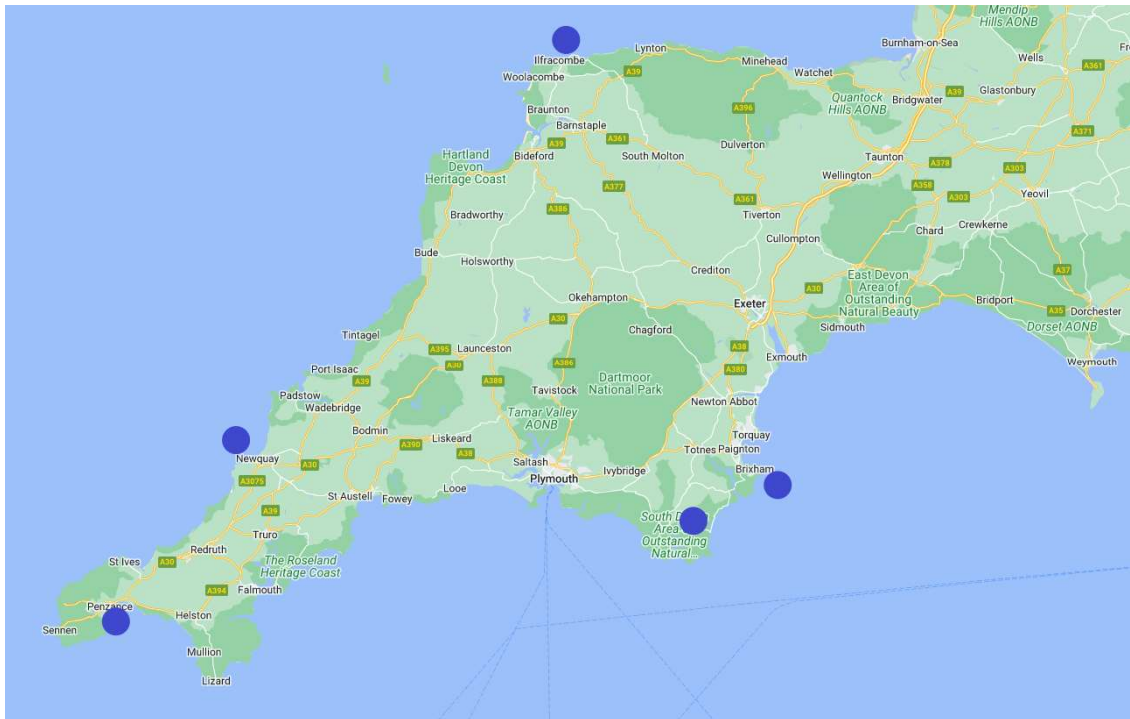 Mendip
Hills AONB
Burnham-on-Sea
Wells
A361
Lynton
Ilfracombe
Minehead
Watchet
Woolacombe
A39
Quantock
Hills AONB
A39
Glastonbury
Bridgwater
Braunton
A396
Barnstaple
A361
A371
A39
Dulverton
Hartland
Devon
Heritage Coast
Bideford
South Molton
Taunton
A378
A303
Wellington
A377
A358
A361
A303
Yeovil
A386
Bradworthy
Tiverton
Crewkerne
Chard
Cullompton
Bude
Holsworthy
Crediton
A37
East Devon
Area of
Outstanding
Natural Beauty
A30
Okehampton
Exeter
Bridport
A35
Dorchester
A30
Sidmouth
Dorset AONB
Chagford
Tintagel
A395
Launceston
A38
Exmouth
Weymouth
A30
A386
A380
Port Isaac
A39
A388
Dartmoor
National Park
Tavistock
Padstow
Newton Abbot
Wadebridge
Tamar Valley
AONB
Bodmin
Liskeard
A390
Torquay
A38
Totnes
Paignton
Newquay
A30
Saltash
Ivybridge
Brixham
Plymouth
A3075
Looe
St Austell
Fowey
A39
South D
Area
Outstanding
Natural...
Truro
Redruth
The Roseland
Heritage Coast
St Ives
A30
A394
Falmouth
Penzance
Helston
Sennen
Mullion
Lizard